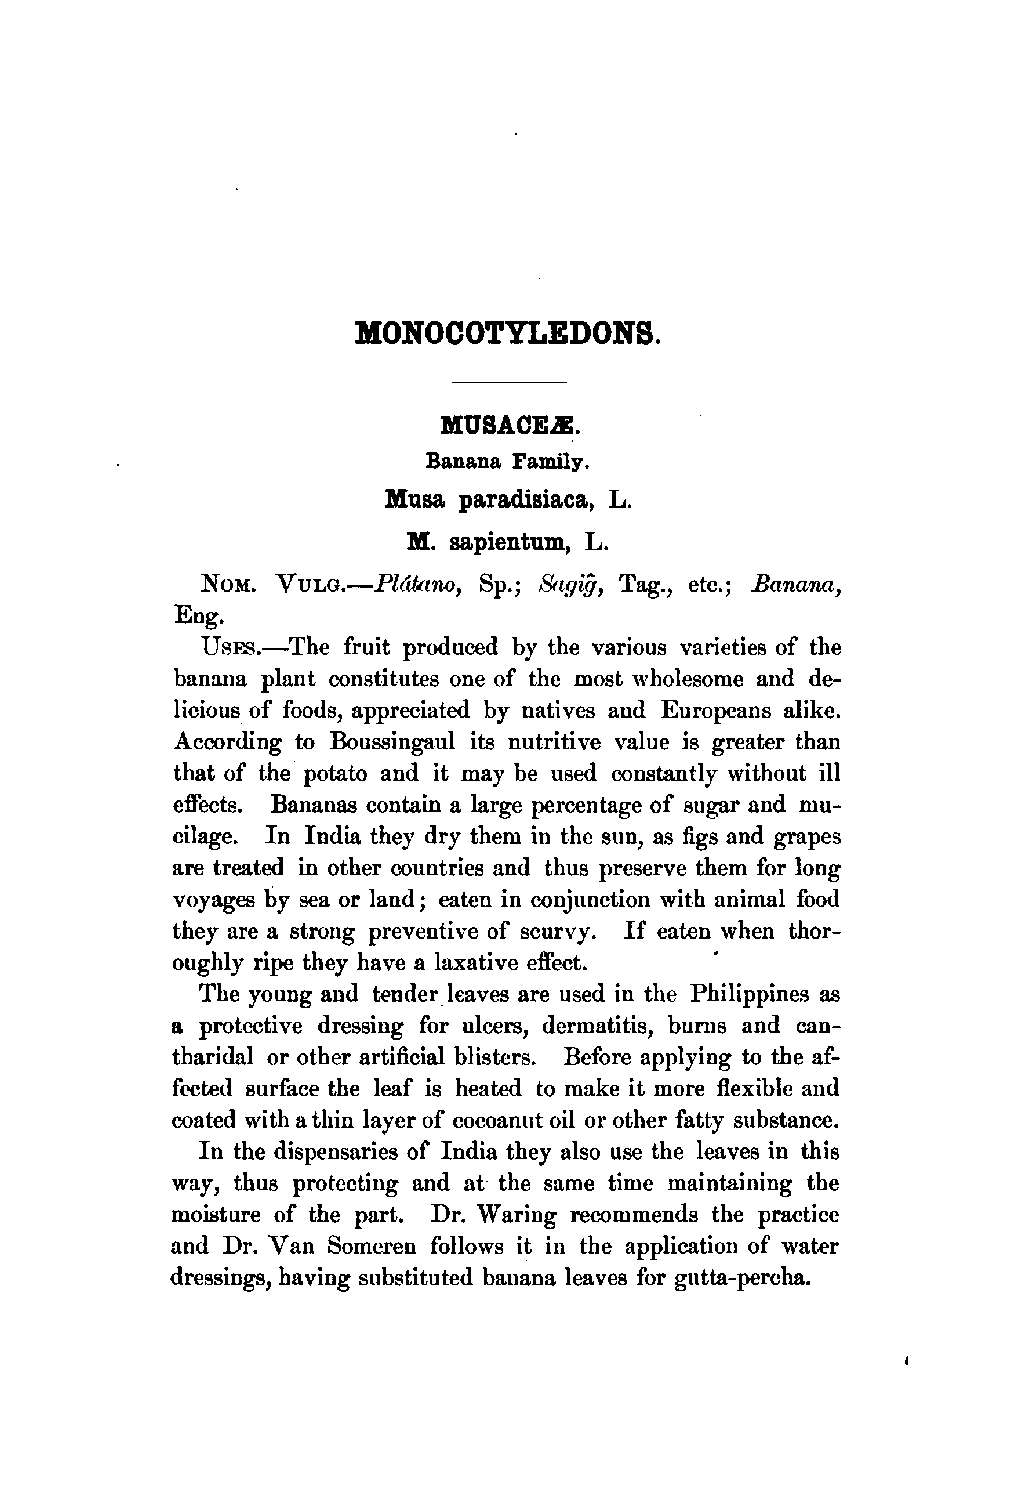 MONOCOTYLEDONS.
MUSACEÆ.
Banana Family.
Musa paradisiaca, L.
M. sapientum, L.
NOM. VULG.—Plátano, Sp.; Sagig̃, Tag., etc.; Banana,
Eng.
USES.—The fruit produced by the various varieties of the
banana plant constitutes one of the most wholesome and de-
licious of foods, appreciated by natives and Europeans alike.
According to Boussingaul its nutritive value is greater than
that of the potato and it may be used constantly without ill
effects. Bananas contain a large percentage of sugar and mu-
cilage. In India they dry them in the sun, as figs and grapes
are treated in other countries and thus preserve them for long
voyages by sea or land; eaten in conjunction with animal food
they are a strong preventive of scurvy. If eaten when thor-
oughly ripe they have a laxative effect.
The young and tender leaves are used in the Philippines as
a protective dressing for ulcers, dermatitis, burns and can-
tharidal or other artificial blisters. Before applying to the af-
fected surface the leaf is heated to make it more flexible and
coated with a thin layer of cocoanut oil or other fatty substance.
In the dispensaries of India they also use the leaves in this
way, thus protecting and at the same time maintaining the
moisture of the part. Dr. Waring recommends the practice
and Dr. Van Someren follows it in the application of water
dressings, having substituted banana leaves for gutta-percha.